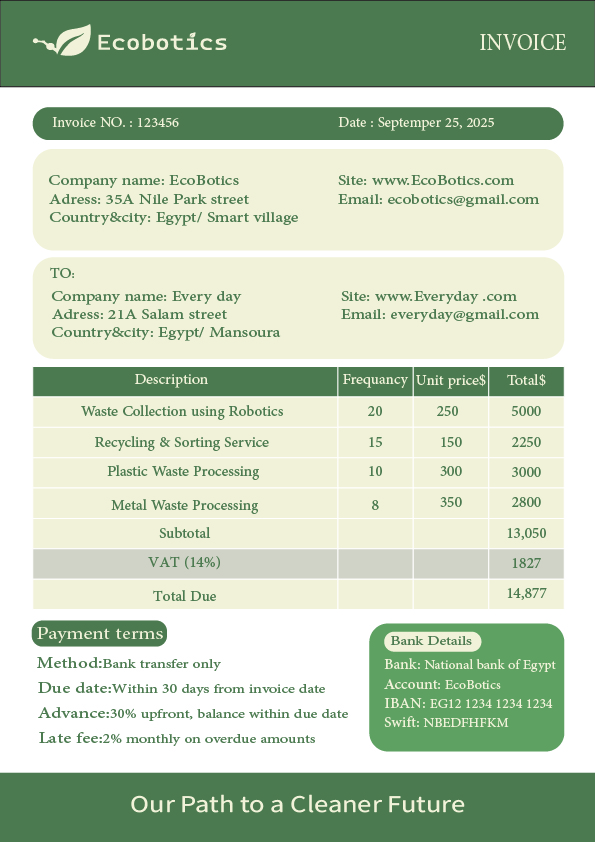 Ecobotics
INVOICE
Invoice NO. : 123456 Date : Septemper 25, 2025
Company name: EcoBotics Site: www.EcoBotics.com
Adress: 35A Nile Park street Email: ecobotics@gmail.com
Country&city: Egypt/ Smart village
TO:
Company name: Every day Site: www.Everyday .com
Adress: 21A Salam street Email: everyday@gmail.com
Country&city: Egypt/ Mansoura
Description Frequancy Unit price$ Total$
Waste Collection using Robotics 20 250 5000
Recycling & Sorting Service 15 150 2250
Plastic Waste Processing 10 300 3000
Metal Waste Processing 8 350 2800
Subtotal 13,050
VAT (14%) 1827
Total Due 14,877
Payment terms
Method:Bank transfer only
Due date:Within 30 days from invoice date
Advance:30% upfront, balance within due date
Late fee:2% monthly on overdue amounts
Bank Details
Bank: National bank of Egypt
Account: EcoBotics
IBAN: EG12 1234 1234 1234
Swift: NBEDFHFKM
Our Path to a Cleaner Future